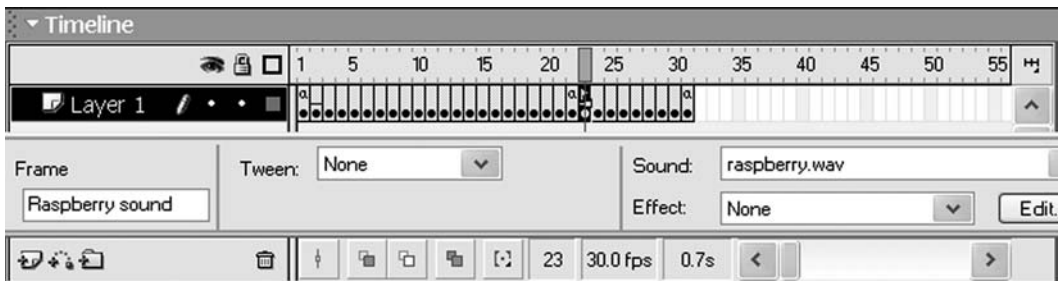 Timeline
1 5 10 15 20 25 30 35 40 45 50 55
Layer 1
a a a
Frame Tween: None Sound: raspberry.wav
Raspberry sound Effect: None Edit.
23 30.0 fps 0.7s